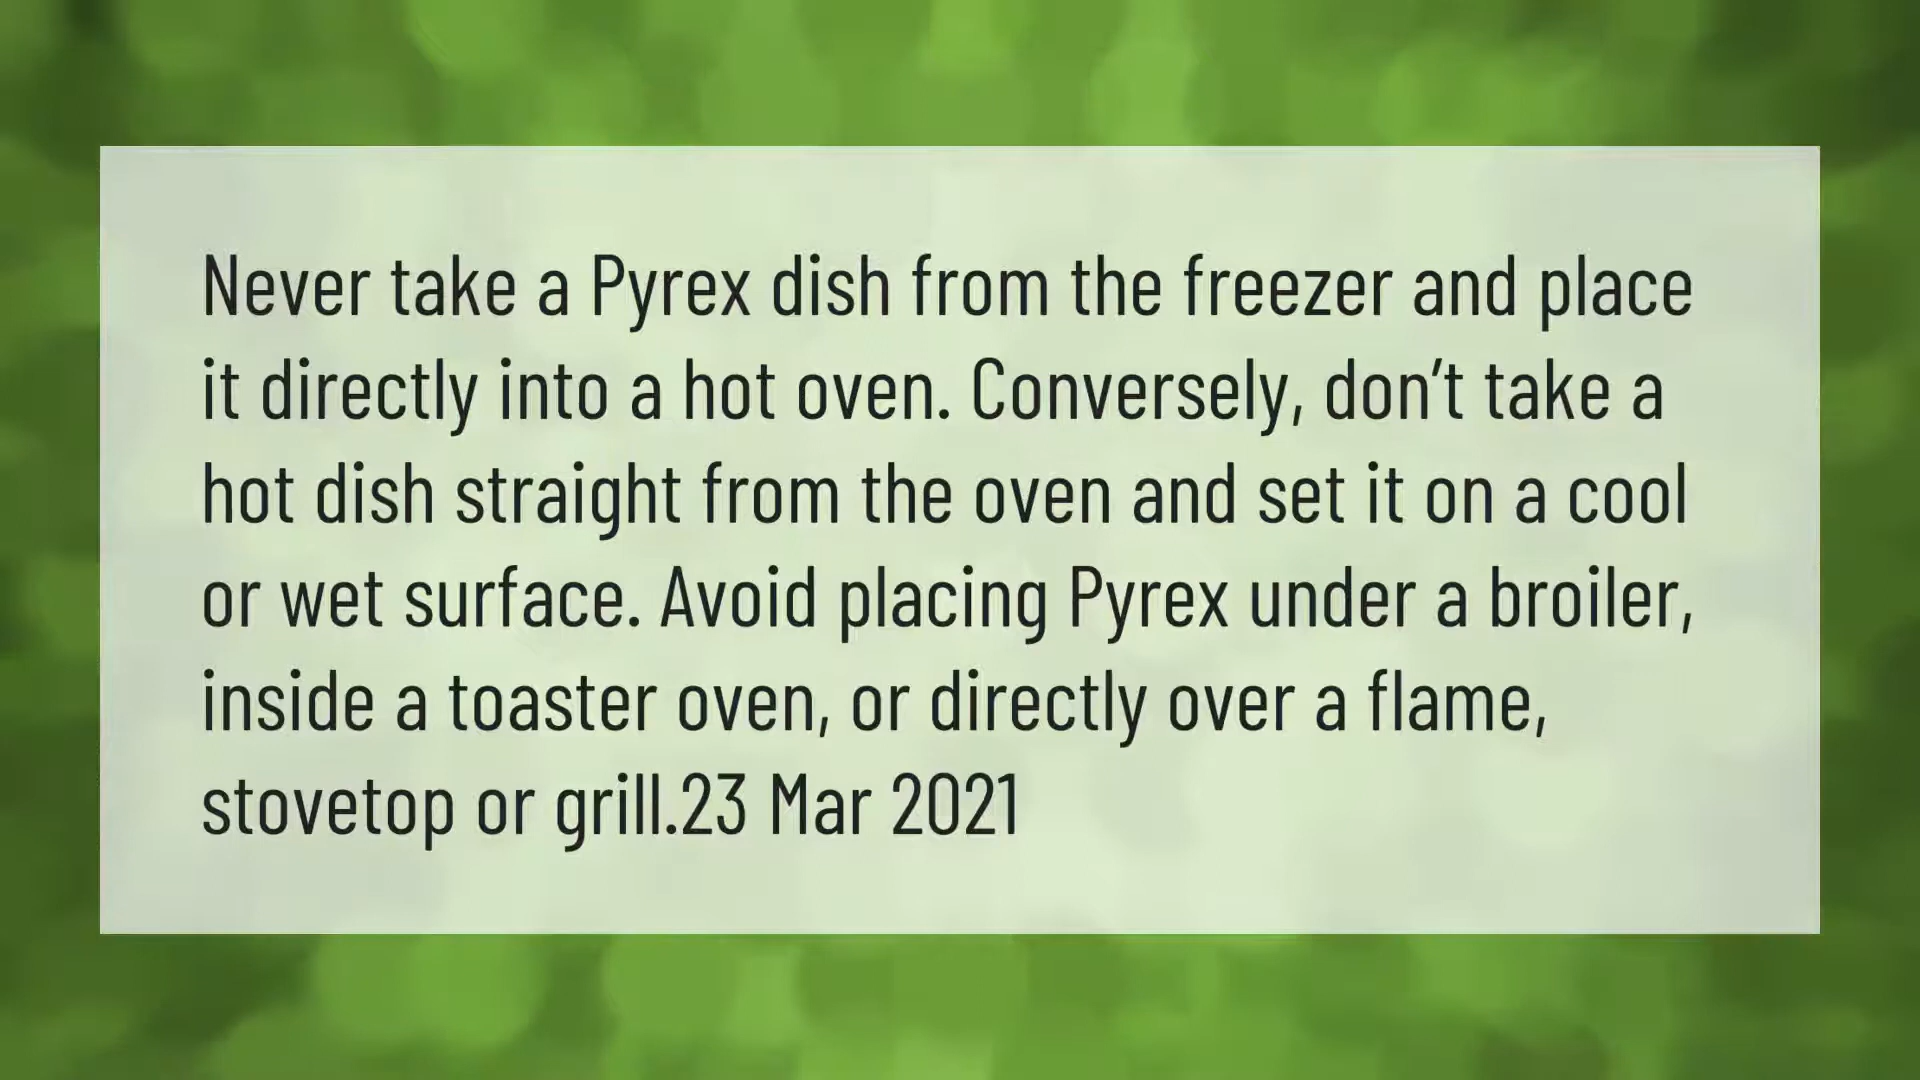 Never take a Pyrex dish from the freezer and place
it directly into a hot oven. Conversely, don’t take a
hot dish straight from the oven and set it on a cool
or wet surface. Avoid placing Pyrex under a broiler,
inside a toaster oven, or directly over a flame,
stovetop or grill.23 Mar 2021